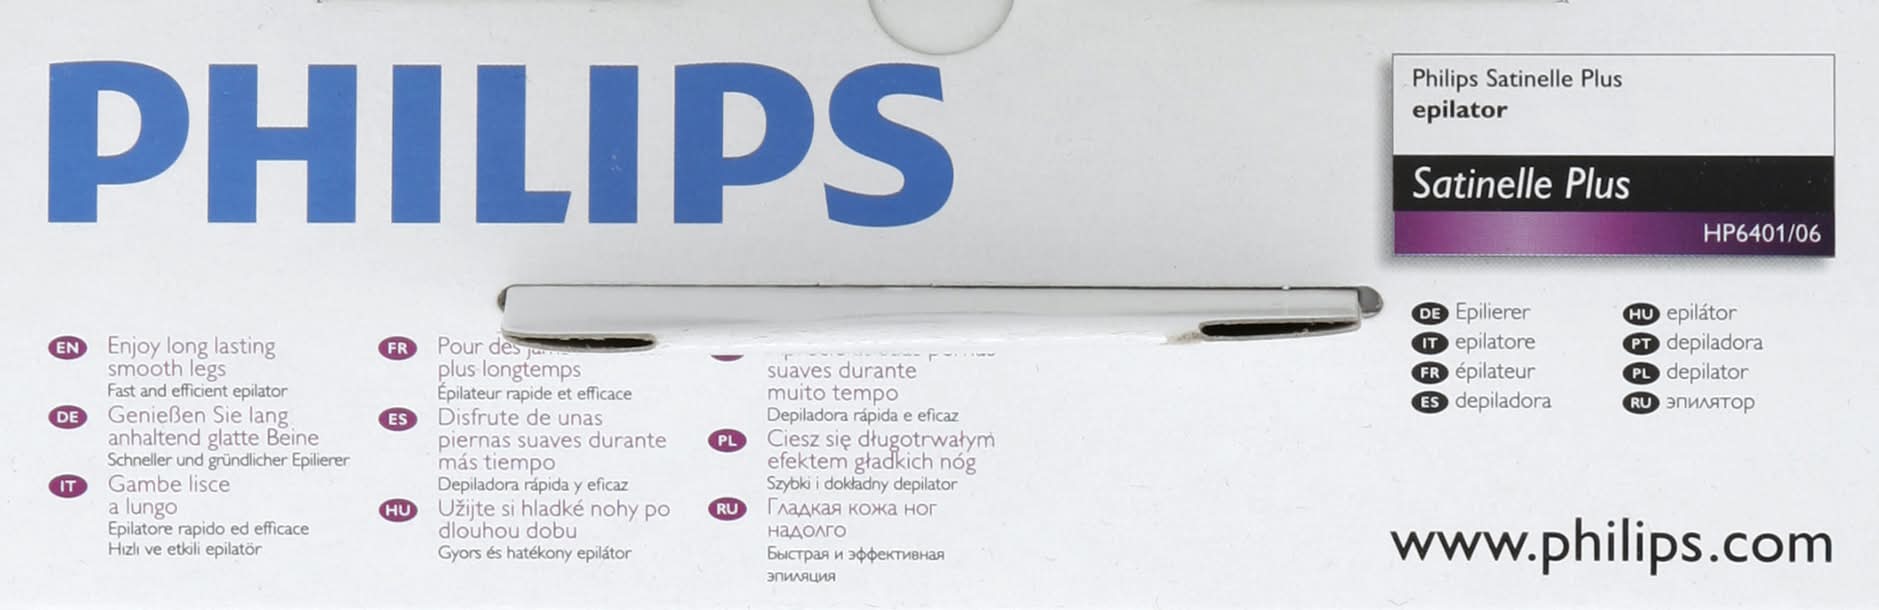 PHILIPS
Philips Satinelle Plus
epilator
Satinelle Plus
HP6401/06
EN Enjoy long lasting
smooth legs
Fast and efficient epilator
DE Genießen Sie lang
anhaltend glatte Beine
Schneller und gründlicher Epilierer
IT Gambe lisce
a lungo
Epilatore rapido ed efficace
Hızlı ve etkili epilatör
FR Pour des
plus longtemps
Épilateur rapide et efficace
ES Disfrute de unas
piernas suaves durante
más tiempo
Depiladora rápida y eficaz
HU Užijte si hladké nohy po
dlouhou dobu
Gyors és hatékony epilátor
suaves durante
muito tempo
Depiladora rápida e eficaz
PL Ciesz się długotrwałym
efektem gładkich nóg
Szybki i dokładny depilator
RU Гладкая кожа ног
надолго
Быстрая и эффективная
эпиляция
DE Epilierer
IT epilatore
FR épilateur
ES depiladora
HU epilátor
PT depiladora
PL depilator
RU эпилятор
www.philips.com